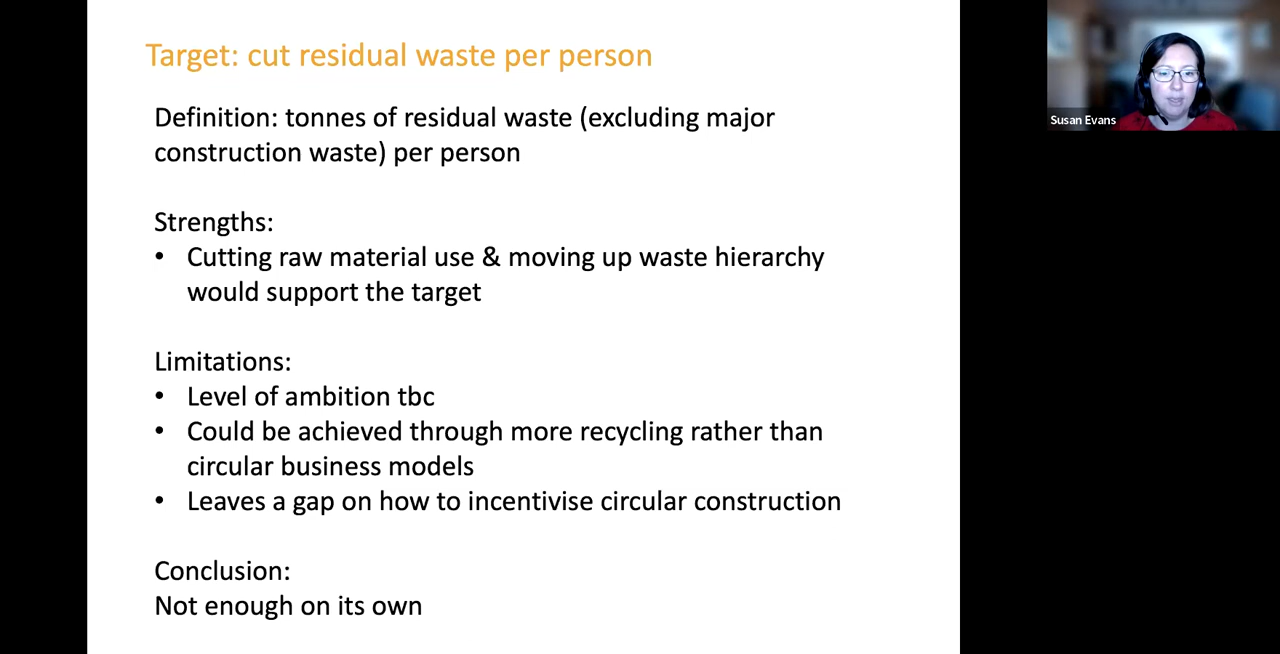 Target: cut residual waste per person
Definition: tonnes of residual waste (excluding major
construction waste) per person
Strengths:
• Cutting raw material use & moving up waste hierarchy
would support the target
Limitations:
• Level of ambition tbc
• Could be achieved through more recycling rather than
circular business models
• Leaves a gap on how to incentivise circular construction
Conclusion:
Not enough on its own
Susan Evans